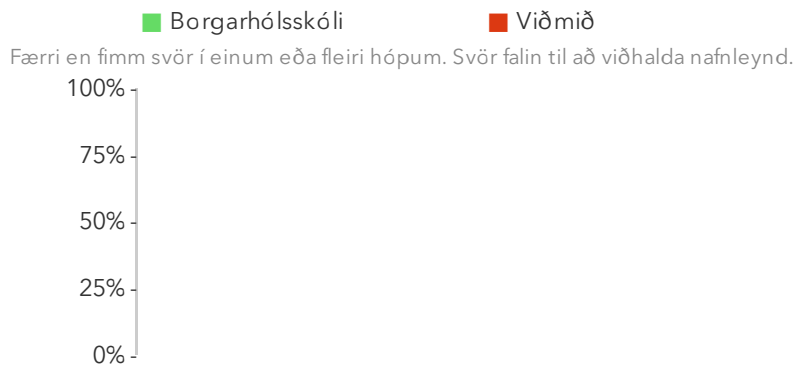 Borgarhólsskóli Viðmið
Færri en fimm svör í einum eða fleiri hópum. Svör falin til að viðhalda nafnleynd.
100%
75%
50%
25%
0%